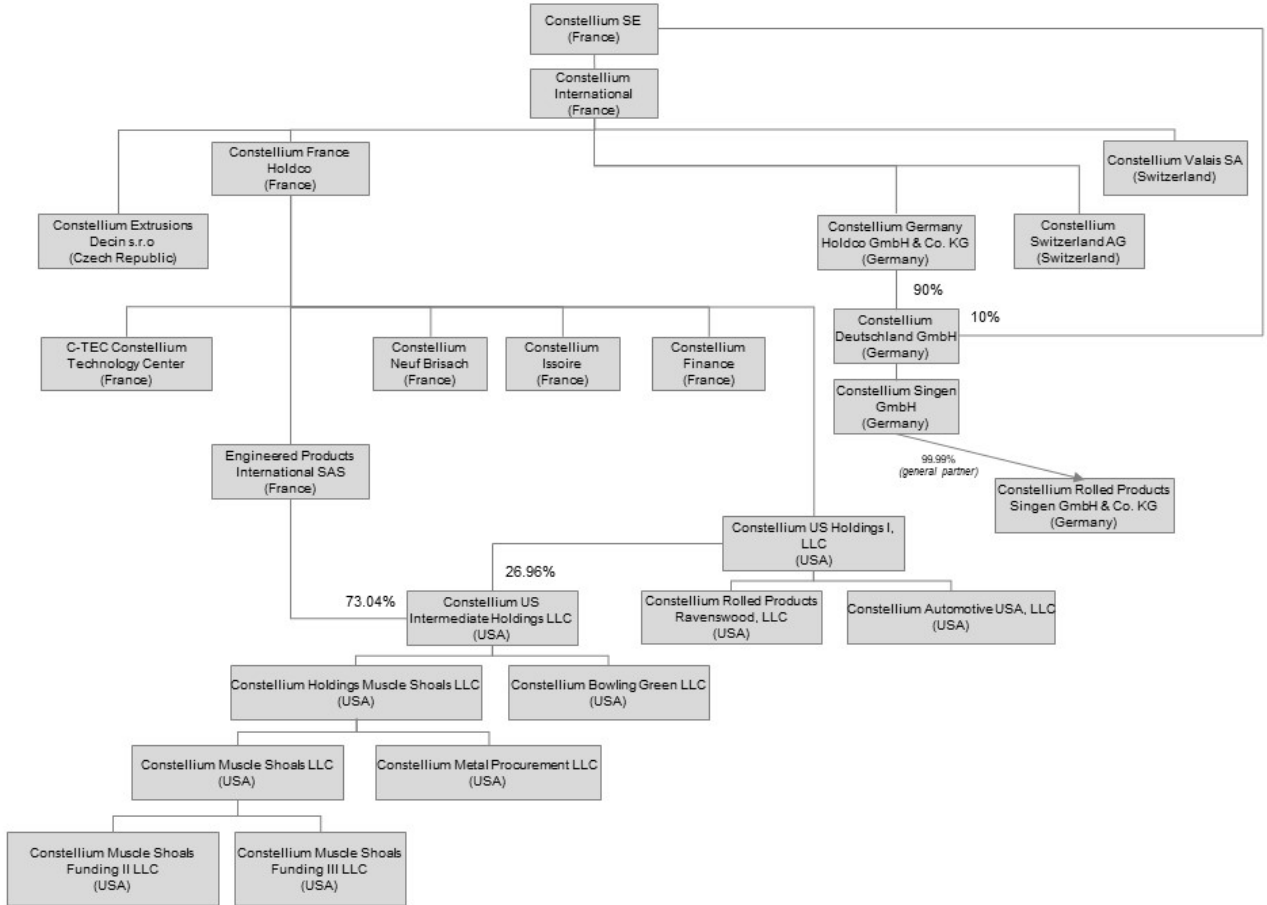 Constellium SE
(France)
Constellium
International
(France)
Constellium France
Holdco
(France)
Constellium Valais SA
(Switzerland)
Constellium Extrusions
Decin s.r.o
(Czech Republic)
Constellium Germany
Holdco GmbH & Co. KG
(Germany)
Constellium
Switzerland AG
(Switzerland)
90%
10%
C-TEC Constellium
Technology Center
(France)
Constellium
Neuf Brisach
(France)
Constellium
Issoire
(France)
Constellium
Finance
(France)
Constellium
Deutschland GmbH
(Germany)
Constellium Singen
GmbH
(Germany)
99.99%
(general partner)
Engineered Products
International SAS
(France)
Constellium Rolled Products
Singen GmbH & Co. KG
(Germany)
Constellium US Holdings I,
LLC
(USA)
26.96%
73.04%
Constellium US
Intermediate Holdings LLC
(USA)
Constellium Rolled Products
Ravenswood, LLC
(USA)
Constellium Automotive USA, LLC
(USA)
Constellium Holdings Muscle Shoals LLC
(USA)
Constellium Bowling Green LLC
(USA)
Constellium Muscle Shoals LLC
(USA)
Constellium Metal Procurement LLC
(USA)
Constellium Muscle Shoals
Funding II LLC
(USA)
Constellium Muscle Shoals
Funding III LLC
(USA)